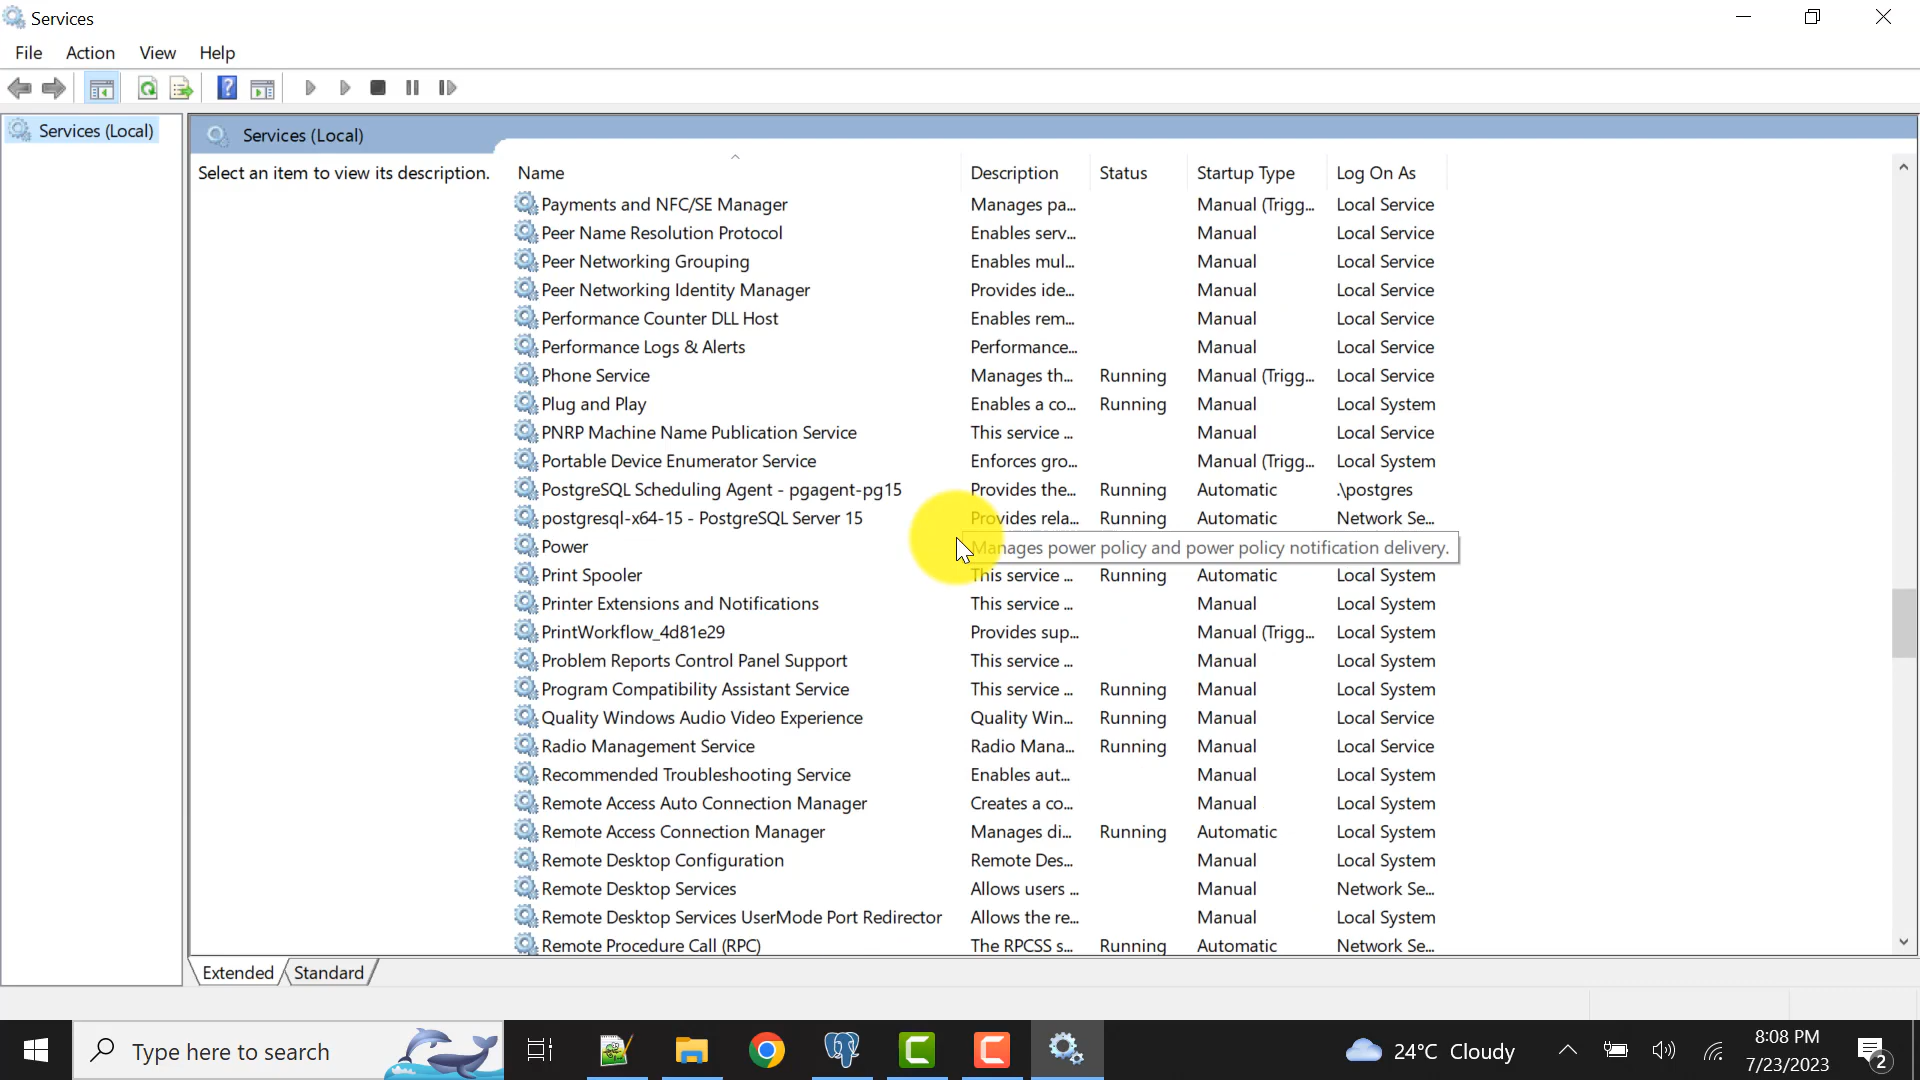 Services
File Action View Help
Services (Local)
Services (Local)
Select an item to view its description.
Name Description Status Startup Type Log On As
Payments and NFC/SE Manager Manages pa... Manual (Trigg... Local Service
Peer Name Resolution Protocol Enables serv... Manual Local Service
Peer Networking Grouping Enables mul... Manual Local Service
Peer Networking Identity Manager Provides ide... Manual Local Service
Performance Counter DLL Host Enables rem... Manual Local Service
Performance Logs & Alerts Performance... Manual Local Service
Phone Service Manages th... Running Manual (Trigg... Local Service
Plug and Play Enables a co... Running Manual Local System
PNRP Machine Name Publication Service This service ... Manual Local Service
Portable Device Enumerator Service Enforces gro... Manual (Trigg... Local System
PostgreSQL Scheduling Agent - pgagent-pg15 Provides the... Running Automatic .\postgres
postgresql-x64-15 - PostgreSQL Server 15 Provides rela... Running Automatic Network Se...
Power Manages power policy and power policy notification delivery.
Print Spooler This service ... Running Automatic Local System
Printer Extensions and Notifications This service ... Manual Local System
PrintWorkflow_4d81e29 Provides sup... Manual (Trigg... Local System
Problem Reports Control Panel Support This service ... Manual Local System
Program Compatibility Assistant Service This service ... Running Manual Local System
Quality Windows Audio Video Experience Quality Win... Running Manual Local Service
Radio Management Service Radio Mana... Running Manual Local Service
Recommended Troubleshooting Service Enables aut... Manual Local System
Remote Access Auto Connection Manager Creates a co... Manual Local System
Remote Access Connection Manager Manages di... Running Automatic Local System
Remote Desktop Configuration Remote Des... Manual Local System
Remote Desktop Services Allows users ... Manual Network Se...
Remote Desktop Services UserMode Port Redirector Allows the re... Manual Local System
Remote Procedure Call (RPC) The RPCSS s... Running Automatic Network Se...
Extended Standard
Type here to search
24°C Cloudy
8:08 PM
7/23/2023
2